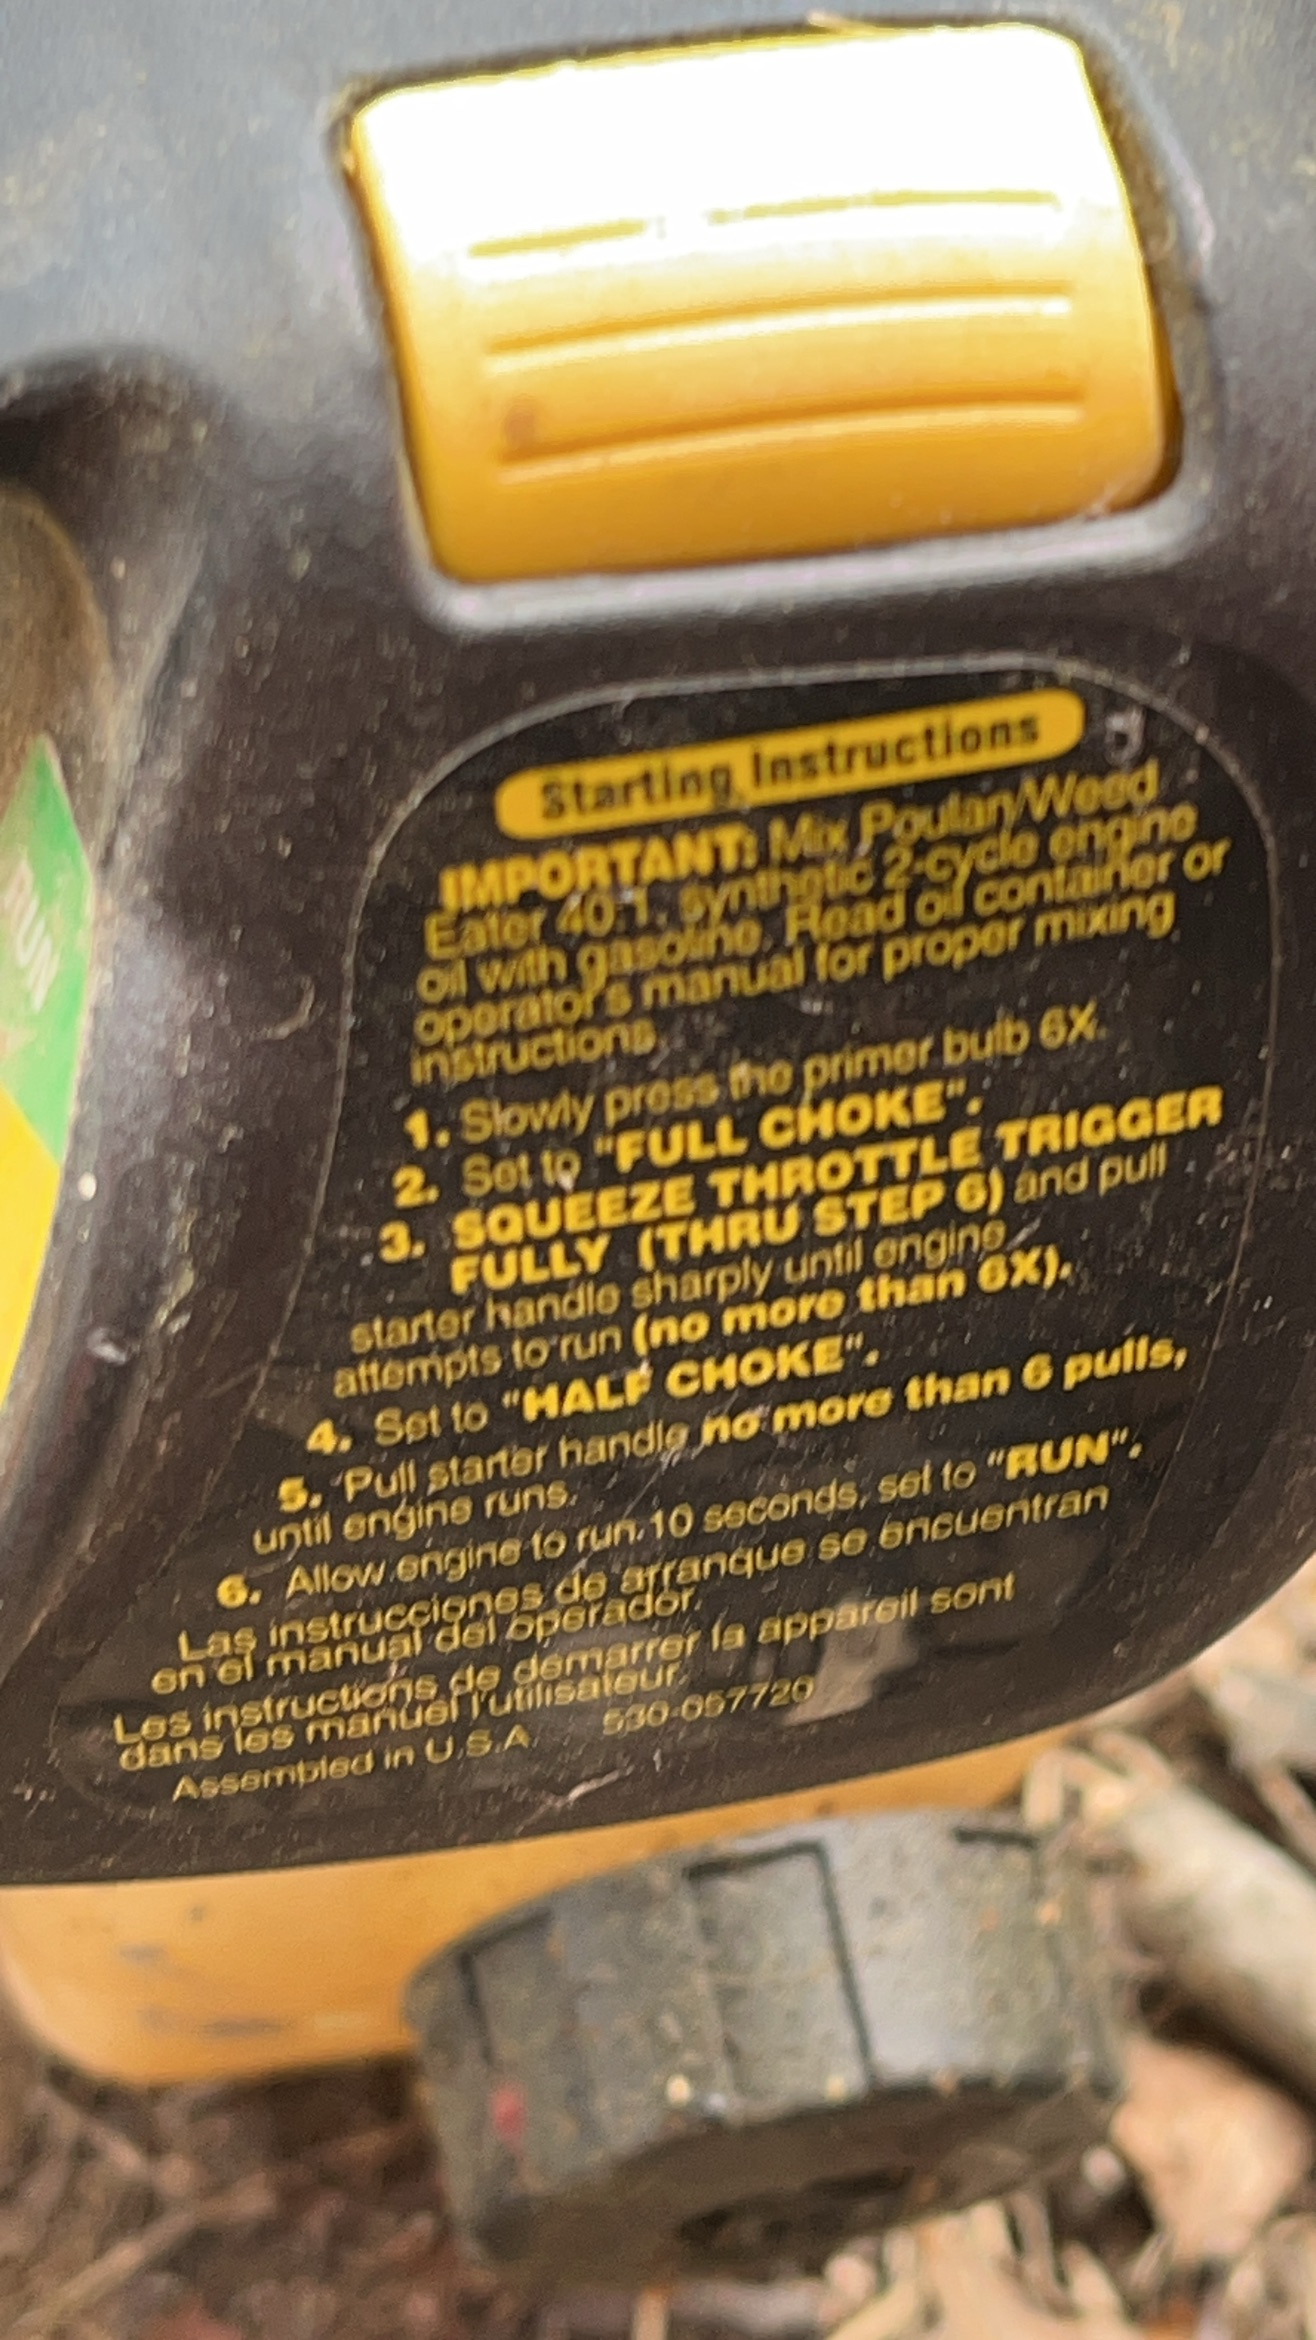 Starting Instructions
IMPORTANT: Mix Poulan/Weed
Eater 40:1, synthetic 2-cycle engine
oil with gasoline. Read oil container or
operator's manual for proper mixing
instructions.
1. Slowly press the primer bulb 6X.
2. Set to "FULL CHOKE".
3. SQUEEZE THROTTLE TRIGGER
FULLY (THRU STEP 6) and pull
starter handle sharply until engine
attempts to run (no more than 6X).
4. Set to "HALF CHOKE".
5. Pull starter handle no more than 6 pulls,
until engine runs.
6. Allow engine to run 10 seconds, set to "RUN".
Las instrucciones de arranque se encuentran
en el manual del operador.
Les instructions de démarrer la appareil sont
dans les manuel l'utilisateur.
Assembled in U.S.A. 530-057720
RUN